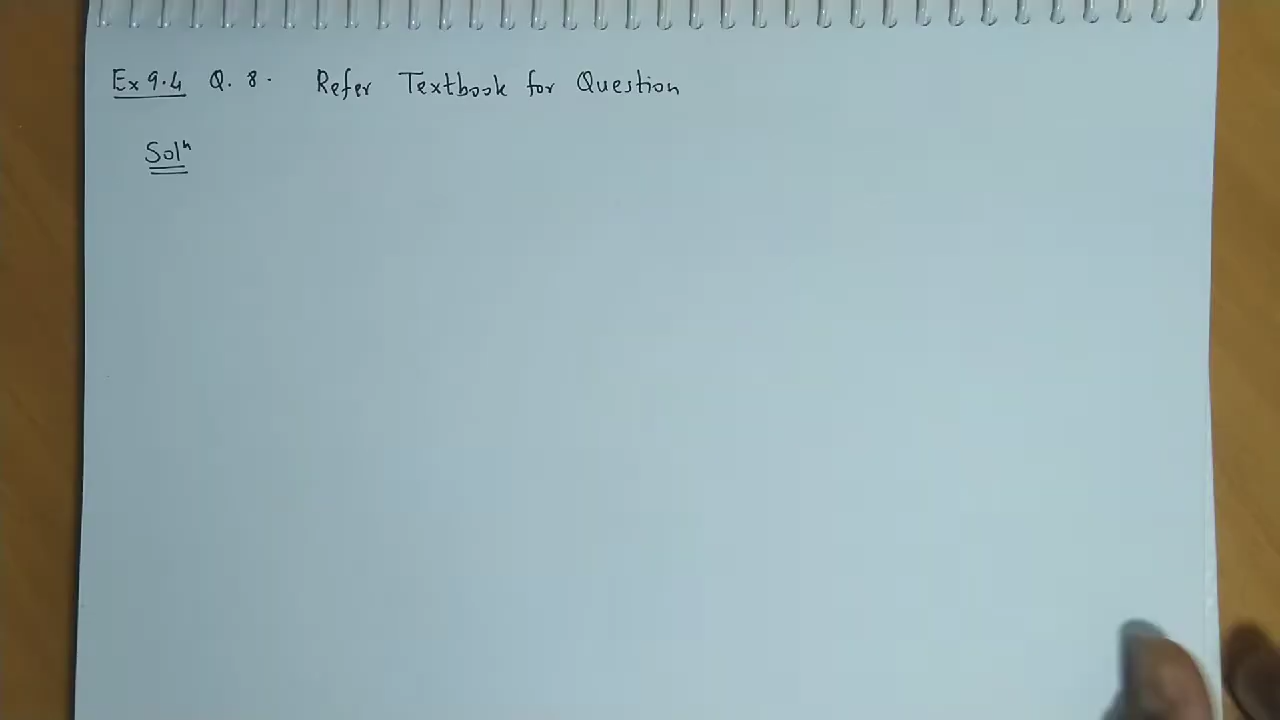 Ex 9.4 Q. 8. Refer Textbook for Question
Solⁿ